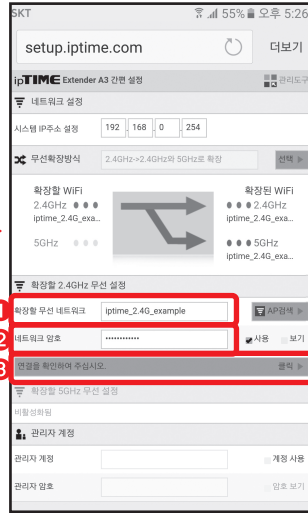 SKT 55% 오후 5:26
setup.iptime.com 더보기
ipTIME Extender A3 간편 설정 관리도구
네트워크 설정
시스템 IP주소 설정 192 . 168 . 0 . 254
무선확장방식 2.4GHz->2.4GHz와 5GHz로 확장 선택
확장할 WiFi 확장된 WiFi
2.4GHz 2.4GHz
iptime_2.4G_exa... iptime_2.4G_exa...
5GHz 5GHz
iptime_2.4G_exa...
확장할 2.4GHz 무선 설정
1 확장할 무선 네트워크 iptime_2.4G_example AP검색
2 네트워크 암호 ············ 사용 보기
3 연결을 확인하여 주십시오. 클릭
확장할 5GHz 무선 설정
비활성화됨
관리자 계정
관리자 계정 계정 사용
관리자 암호 암호 보기